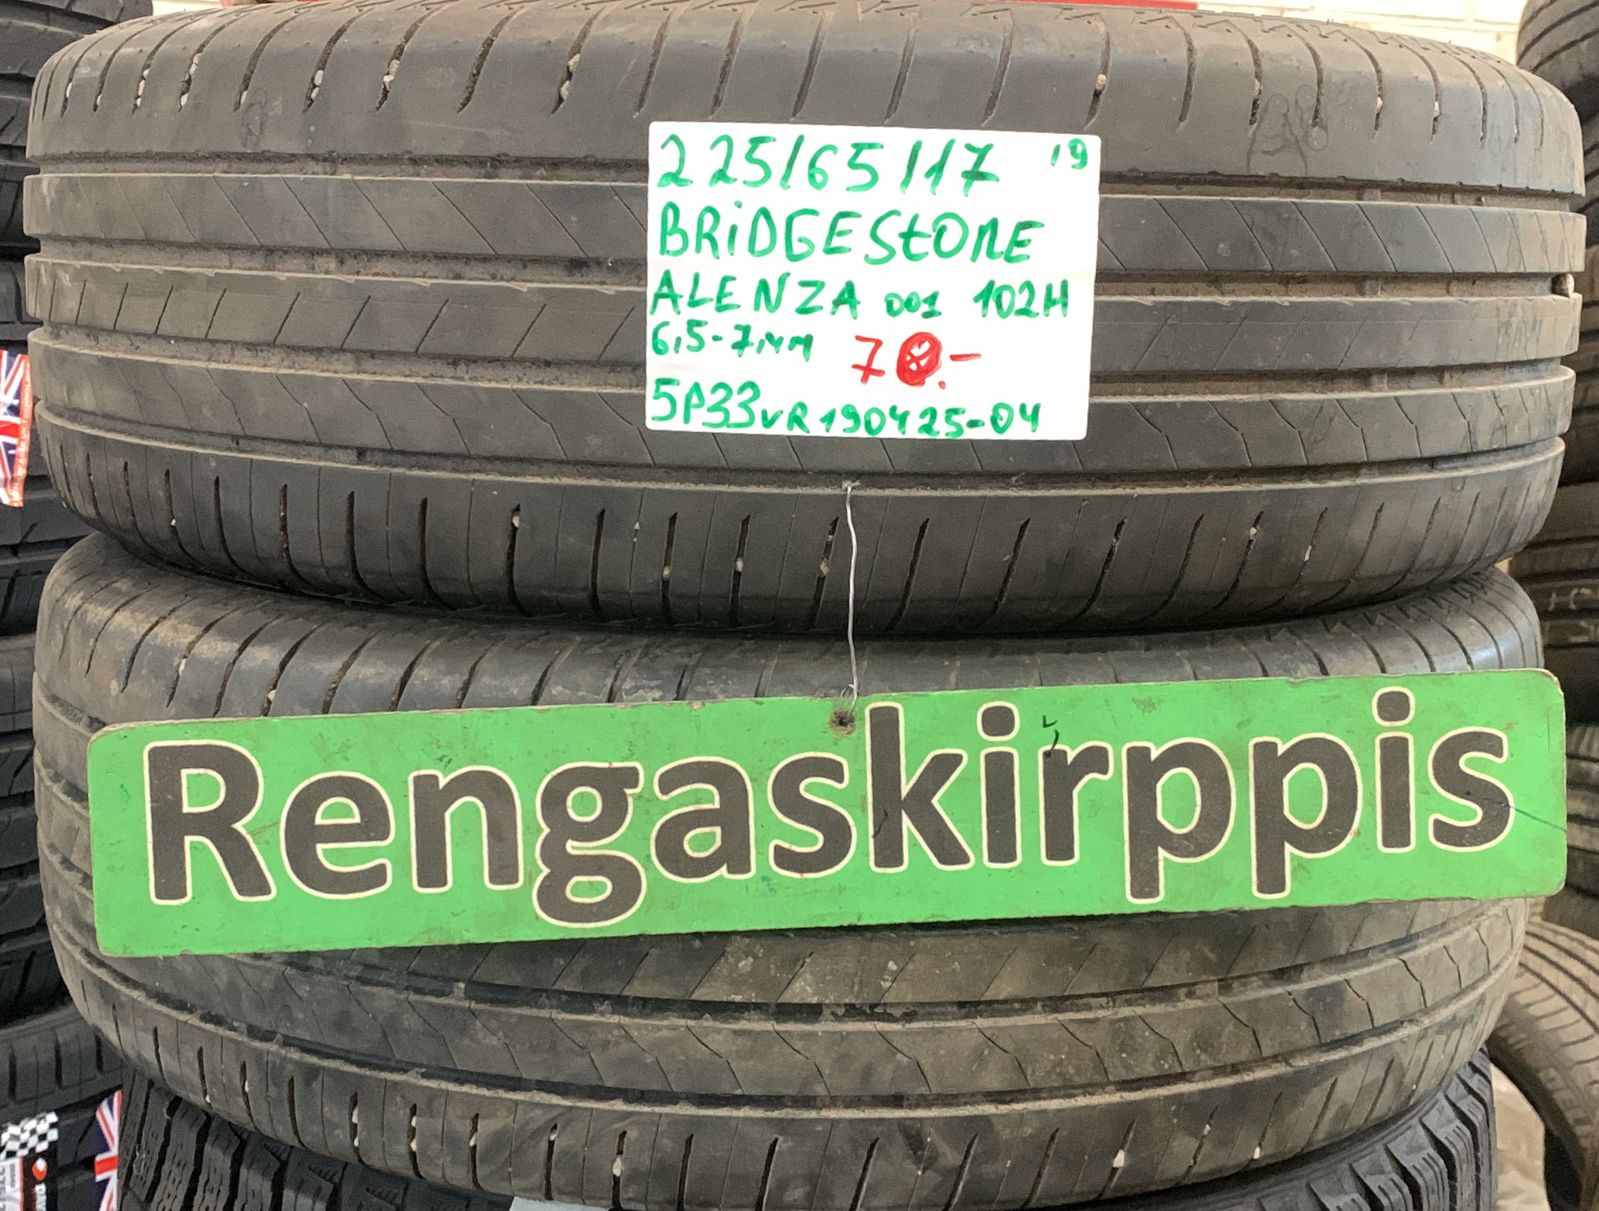 225/65/17 19
BRIDGESTONE
ALENZA 001 102H
6,5-7mm 70.-
5P33VR190425-04
Rengaskirppis